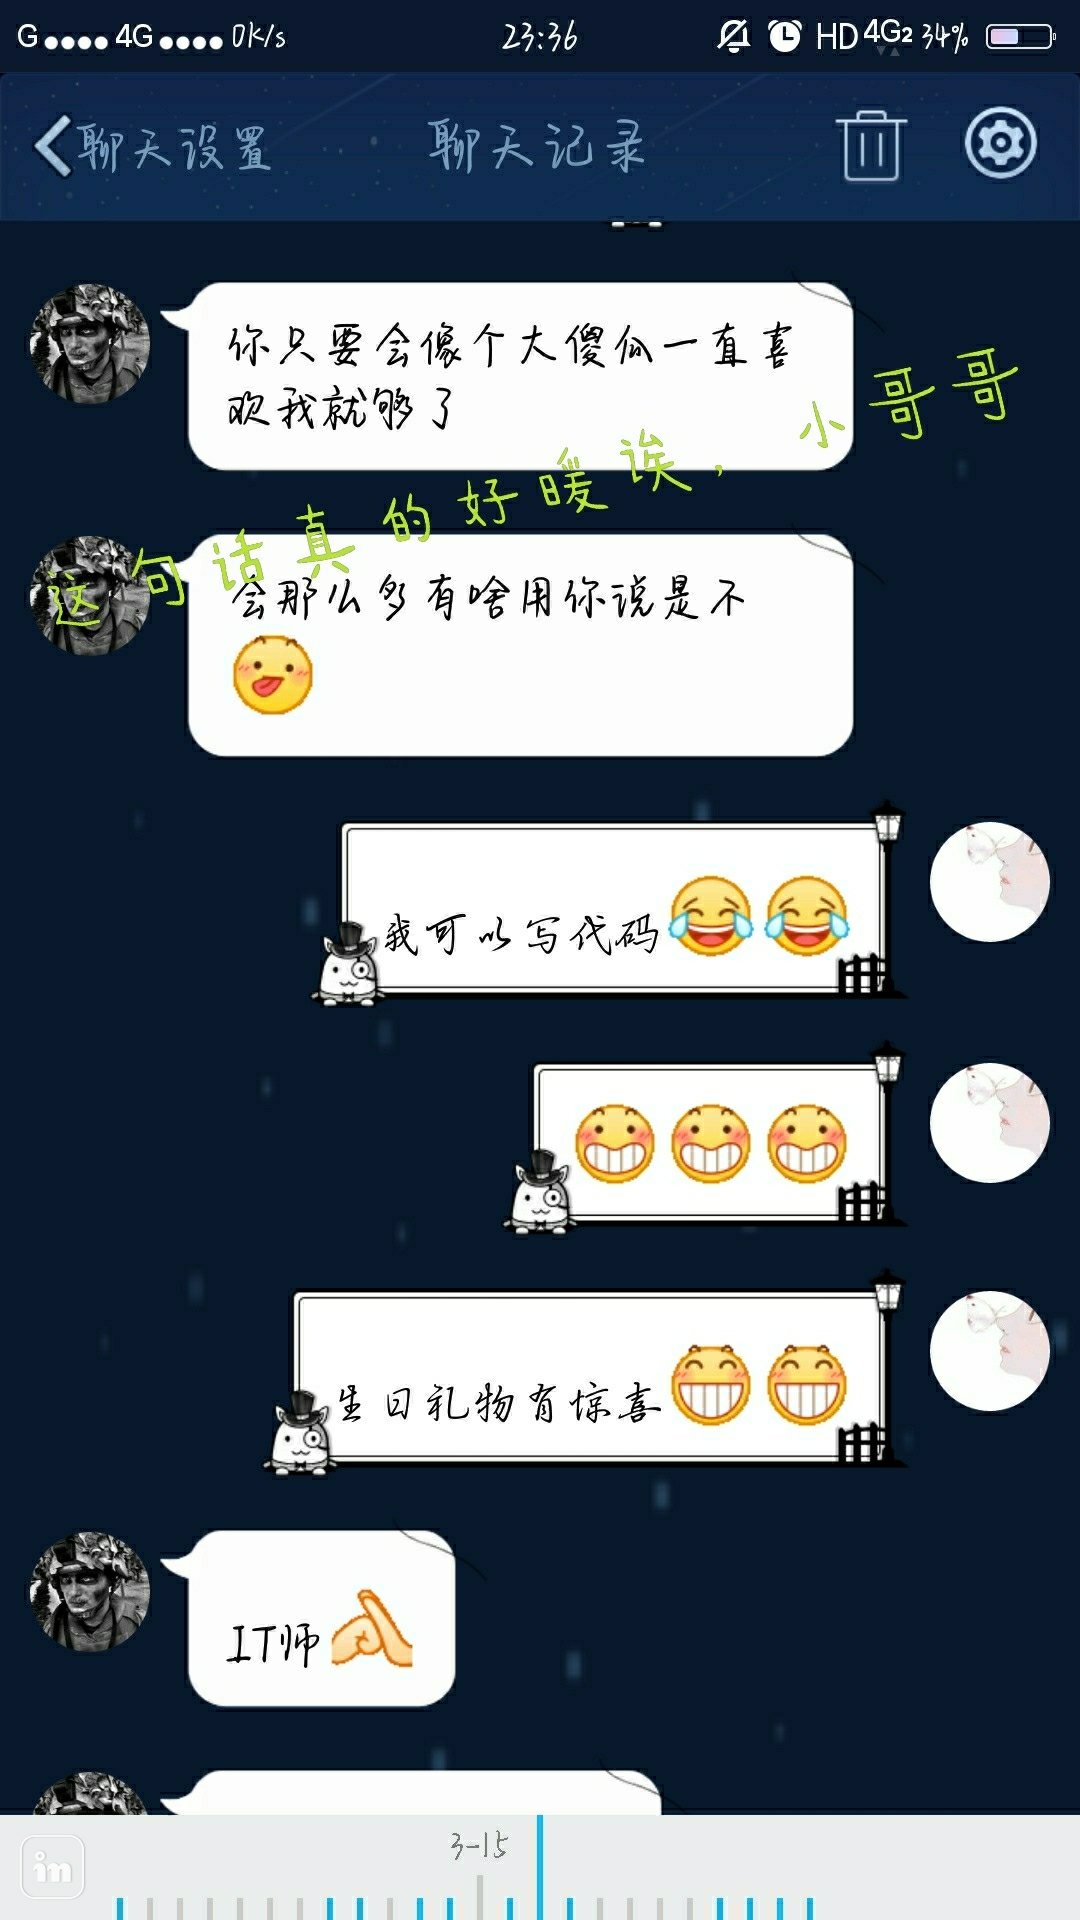 G 4G 0k/s 23:36 HD 4G2 34%
聊天设置 聊天记录
你只要会像个大傻瓜一直喜
欢我就够了
这句话真的好暖诶，小哥哥
会那么多有啥用你说是不
我可以写代码
生日礼物有惊喜
IT师
3-15
in